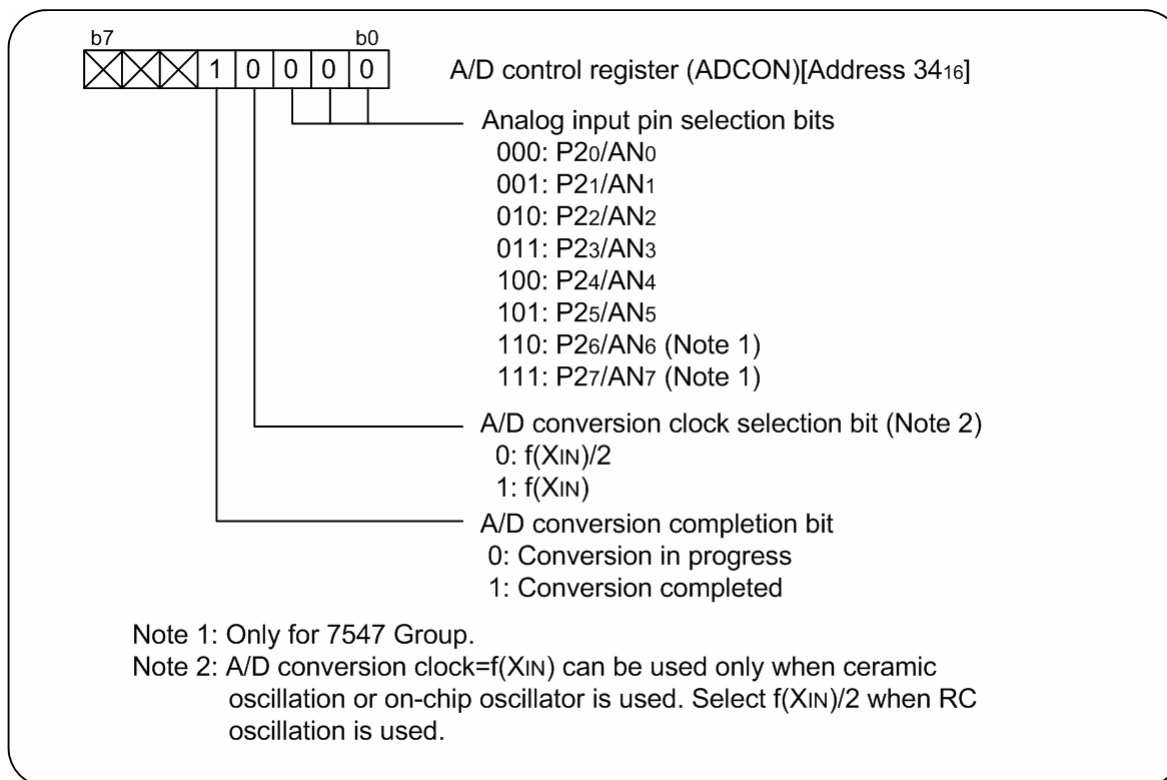 b7 b0
1 0 0 0 0
A/D control register (ADCON)[Address 3416]
Analog input pin selection bits
000: P20/AN0
001: P21/AN1
010: P22/AN2
011: P23/AN3
100: P24/AN4
101: P25/AN5
110: P26/AN6 (Note 1)
111: P27/AN7 (Note 1)
A/D conversion clock selection bit (Note 2)
0: f(XIN)/2
1: f(XIN)
A/D conversion completion bit
0: Conversion in progress
1: Conversion completed
Note 1: Only for 7547 Group.
Note 2: A/D conversion clock=f(XIN) can be used only when ceramic
oscillation or on-chip oscillator is used. Select f(XIN)/2 when RC
oscillation is used.